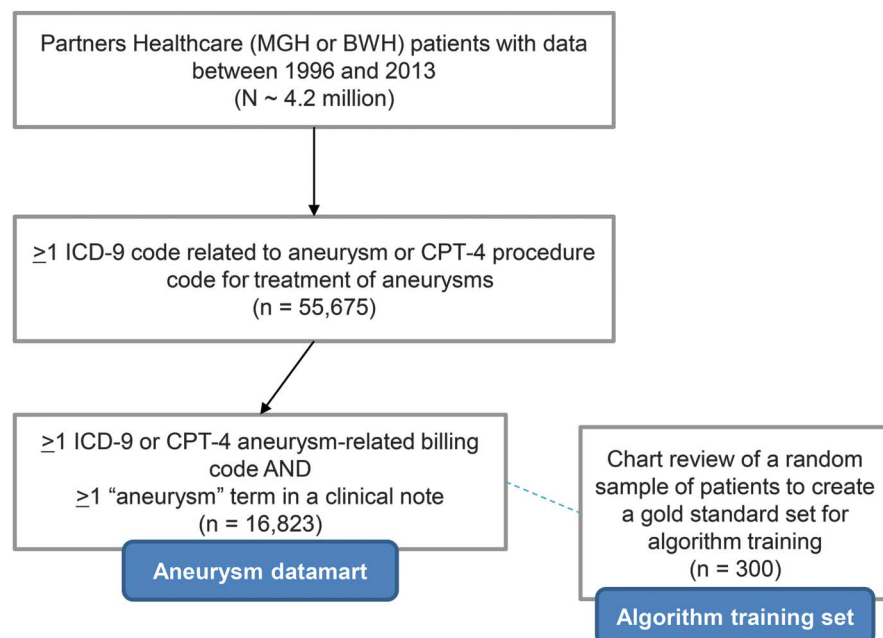 Partners Healthcare (MGH or BWH) patients with data
between 1996 and 2013
(N ~ 4.2 million)
≥1 ICD-9 code related to aneurysm or CPT-4 procedure
code for treatment of aneurysms
(n = 55,675)
≥1 ICD-9 or CPT-4 aneurysm-related billing
code AND
≥1 “aneurysm” term in a clinical note
(n = 16,823)
Aneurysm datamart
Chart review of a random
sample of patients to create
a gold standard set for
algorithm training
(n = 300)
Algorithm training set